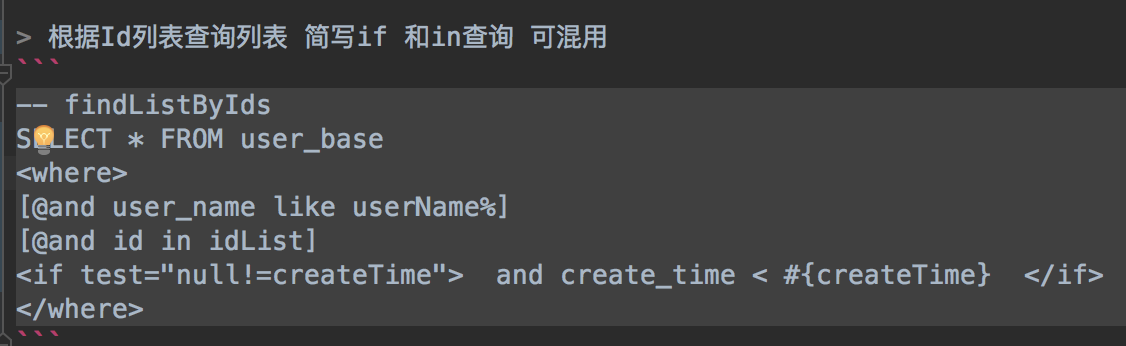 > 根据Id列表查询列表 简写if 和in查询 可混用
```
-- findListByIds
SELECT * FROM user_base
<where>
[@and user_name like userName%]
[@and id in idList]
<if test="null!=createTime">  and create_time < #{createTime}  </if>
</where>
```